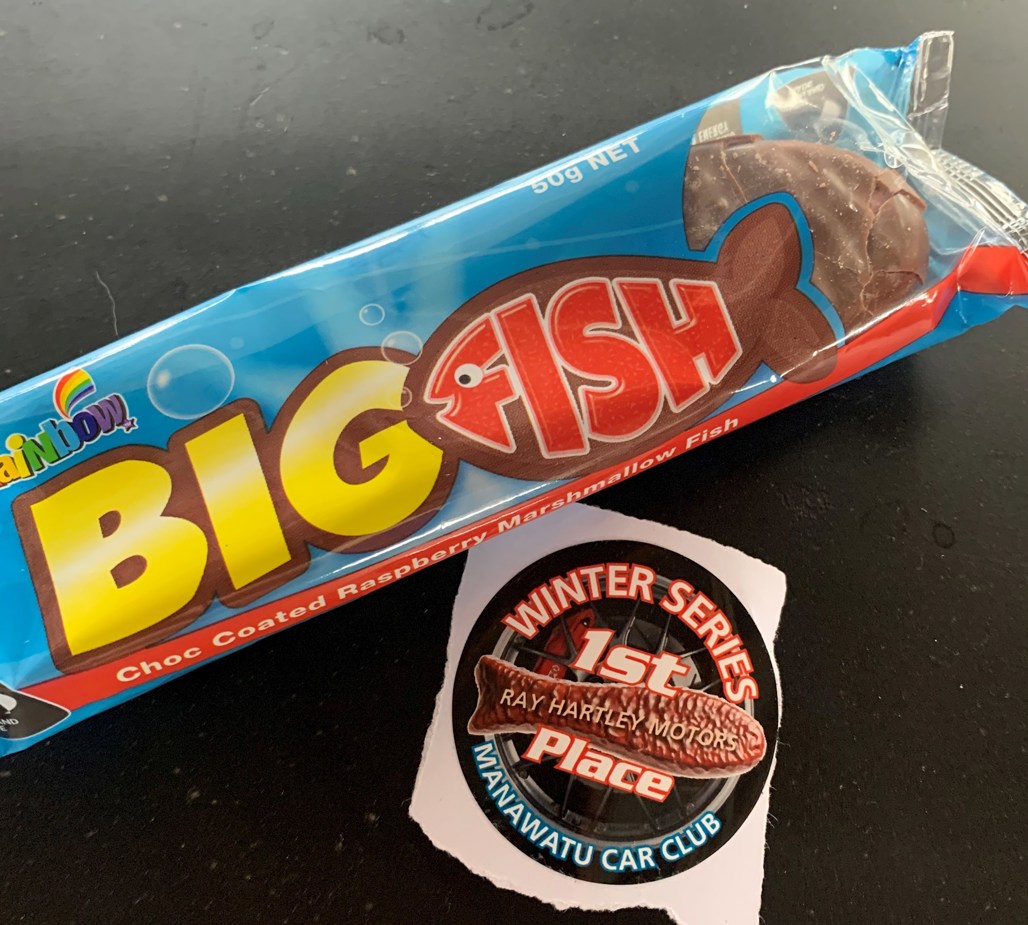 50g NET
ENERGY
BIG FISH
Choc Coated Raspberry Marshmallow Fish
WINTER SERIES
1st
RAY HARTLEY MOTORS
Place
MANAWATU CAR CLUB